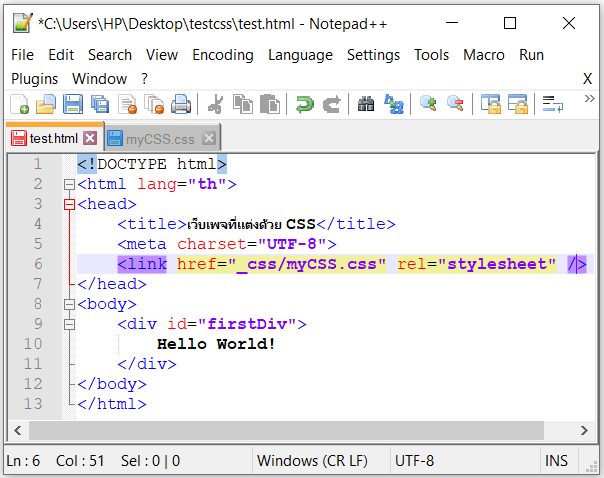 *C:\Users\HP\Desktop\testcss\test.html - Notepad++
File Edit Search View Encoding Language Settings Tools Macro Run
Plugins Window ? X
test.html myCSS.css
1 <!DOCTYPE html>
2 <html lang="th">
3 <head>
4 <title>เว็บเพจที่แต่งด้วย CSS</title>
5 <meta charset="UTF-8">
6 <link href="_css/myCSS.css" rel="stylesheet" />
7 </head>
8 <body>
9 <div id="firstDiv">
10 Hello World!
11 </div>
12 </body>
13 </html>
Ln : 6 Col : 51 Sel : 0 | 0 Windows (CR LF) UTF-8 INS